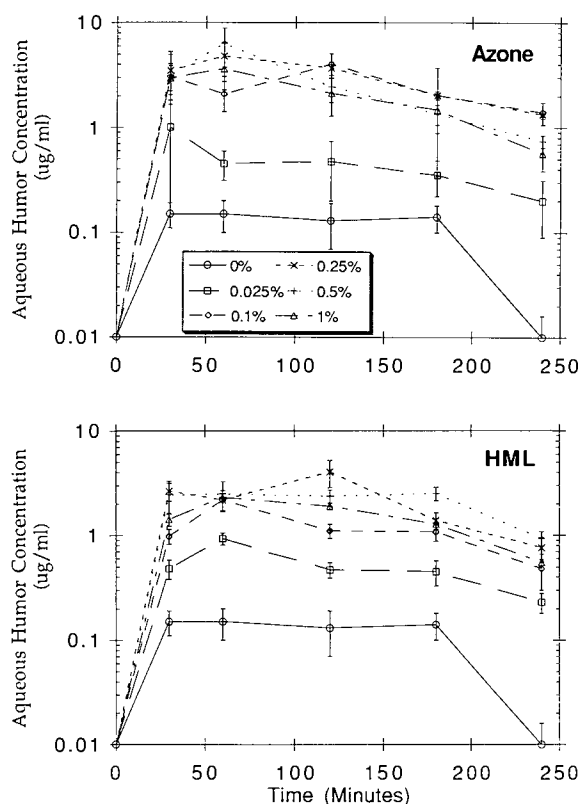 Azone
Aqueous Humor Concentration
(ug/ml)
10
1
0.1
0.01
0%
0.25%
0.025%
0.5%
0.1%
1%
0 50 100 150 200 250
HML
Aqueous Humor Concentration
(ug/ml)
10
1
0.1
0.01
0 50 100 150 200 250
Time (Minutes)